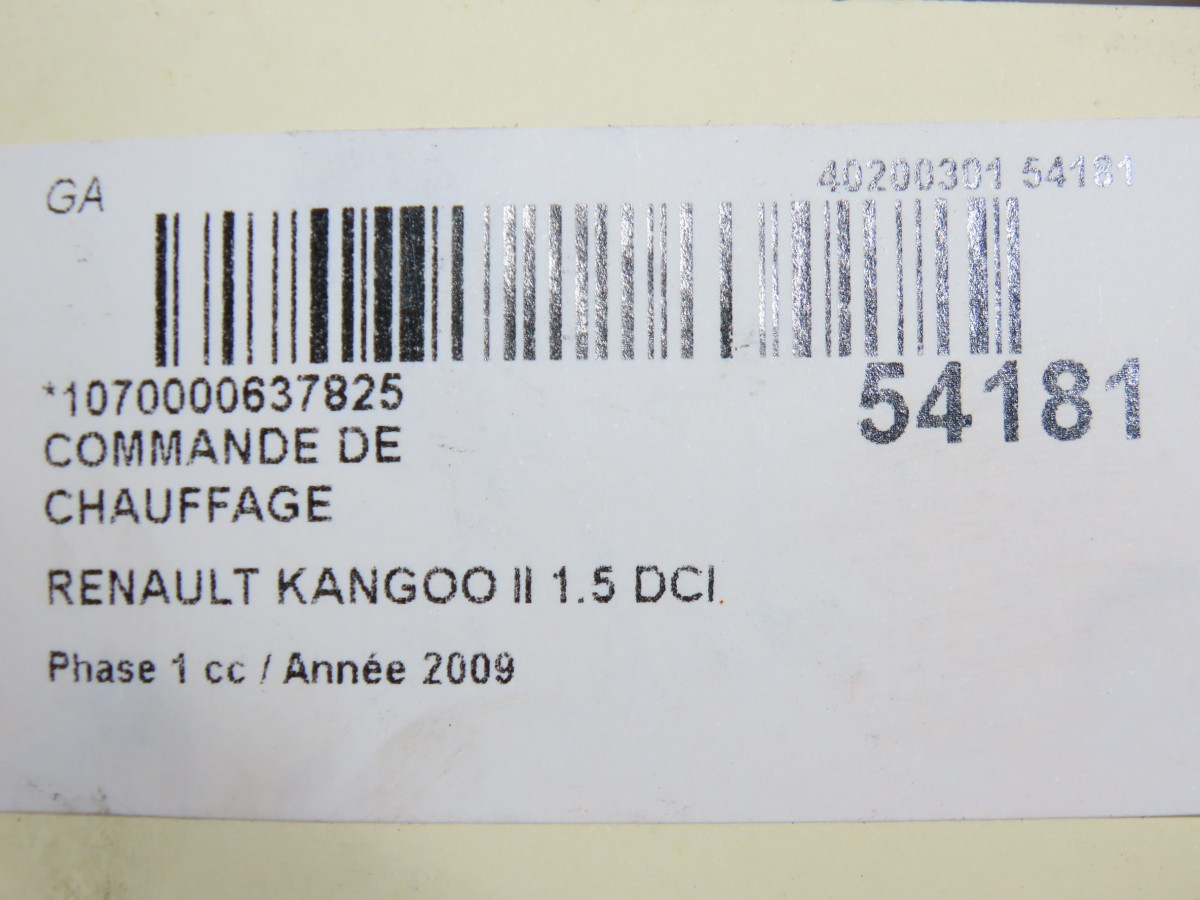 GA
40200301 54181
*1070000637825
54181
COMMANDE DE
CHAUFFAGE
RENAULT KANGOO II 1.5 DCI
Phase 1 cc / Année 2009